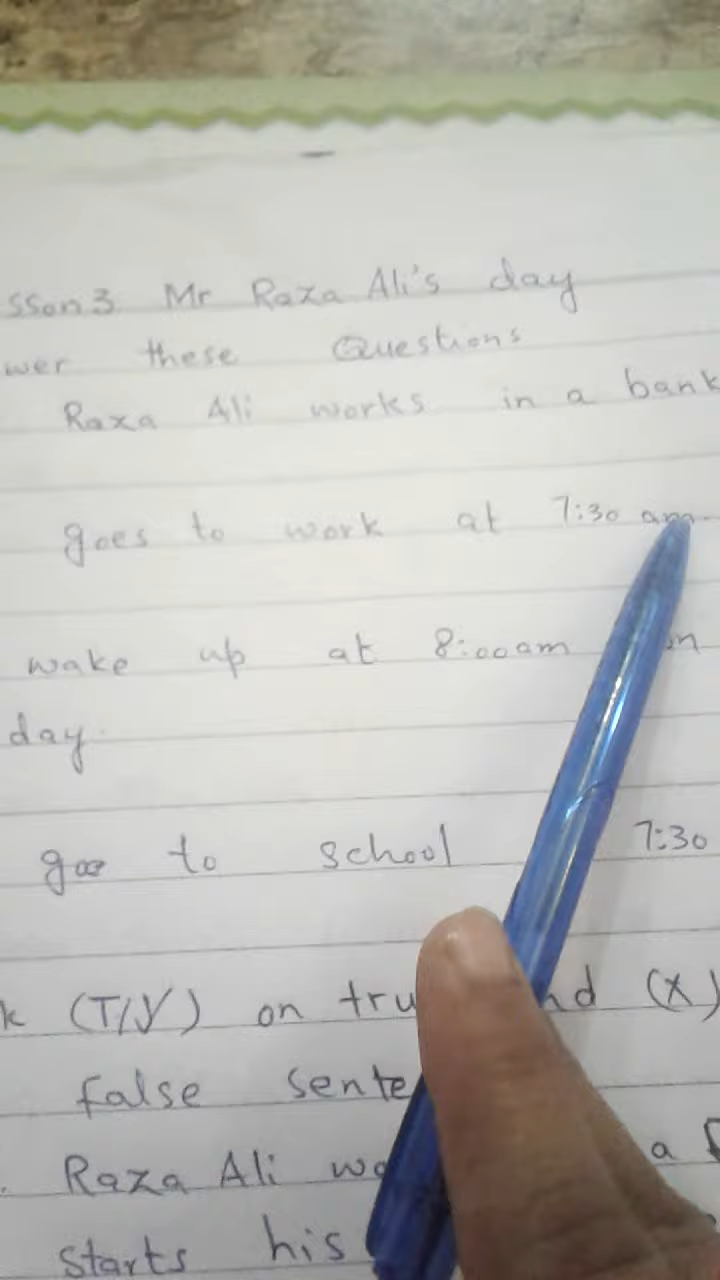 sson 3 Mr Raza Ali's day
wer these Questions
Raza Ali works in a bank
goes to work at 7:30 am
wake up at 8:00am
day.
goe to school 7:30
k (T/√) on tru nd (X)
false sente
Raza Ali wo a
starts his